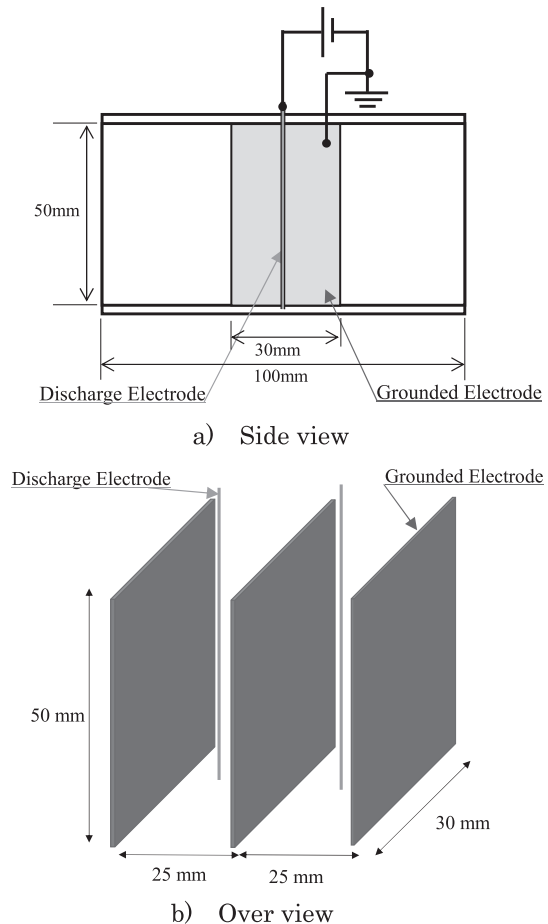 50mm
30mm
100mm
Discharge Electrode
Grounded Electrode
a) Side view
Discharge Electrode
Grounded Electrode
50 mm
30 mm
25 mm
25 mm
b) Over view